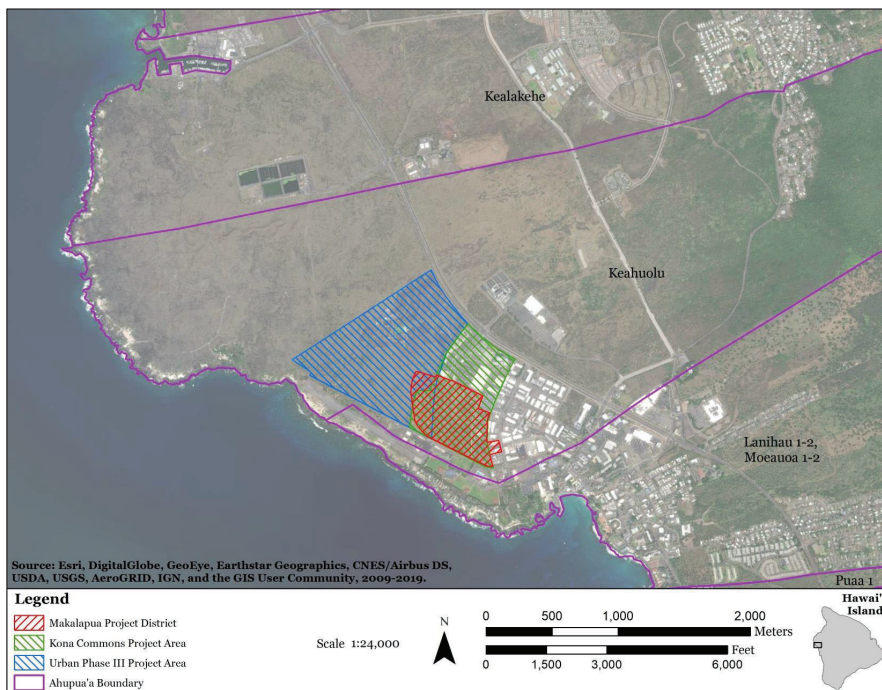 Kealakehe
Keahuolu
Lanihau 1-2,
Moeauoa 1-2
Puaa 1
Source: Esri, DigitalGlobe, GeoEye, Earthstar Geographics, CNES/Airbus DS,
USDA, USGS, AeroGRID, IGN, and the GIS User Community, 2009-2019.
Legend
Makalapua Project District
Kona Commons Project Area
Urban Phase III Project Area
Ahupua'a Boundary
Scale 1:24,000
N
0 500 1,000 2,000
Meters
Feet
0 1,500 3,000 6,000
Hawai'i
Island